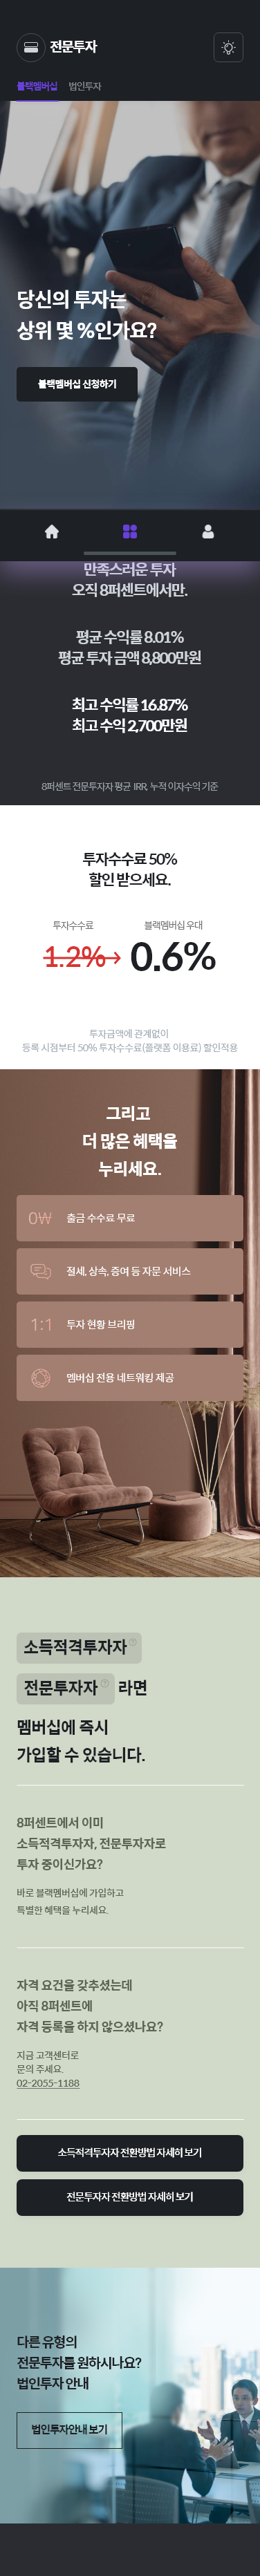 전문투자
블랙멤버십 법인투자
당신의 투자는
상위 몇 %인가요?
블랙멤버십 신청하기
만족스러운 투자
오직 8퍼센트에서만.
평균 수익률 8.01%
평균 투자 금액 8,800만원
최고 수익률 16.87%
최고 수익 2,700만원
8퍼센트 전문투자자 평균 IRR, 누적 이자수익 기준
투자수수료 50%
할인 받으세요.
투자수수료 블랙멤버십 우대
1.2%→ 0.6%
투자금액에 관계없이
등록 시점부터 50% 투자수수료(플랫폼 이용료) 할인적용
그리고
더 많은 혜택을
누리세요.
0₩ 출금 수수료 무료
절세, 상속, 증여 등 자문 서비스
1:1 투자 현황 브리핑
멤버십 전용 네트워킹 제공
소득적격투자자 ?
전문투자자 ? 라면
멤버십에 즉시
가입할 수 있습니다.
8퍼센트에서 이미
소득적격투자자, 전문투자자로
투자 중이신가요?
바로 블랙멤버십에 가입하고
특별한 혜택을 누리세요.
자격 요건을 갖추셨는데
아직 8퍼센트에
자격 등록을 하지 않으셨나요?
지금 고객센터로
문의 주세요.
02-2055-1188
소득적격투자자 전환방법 자세히 보기
전문투자자 전환방법 자세히 보기
다른 유형의
전문투자를 원하시나요?
법인투자 안내
법인투자안내 보기